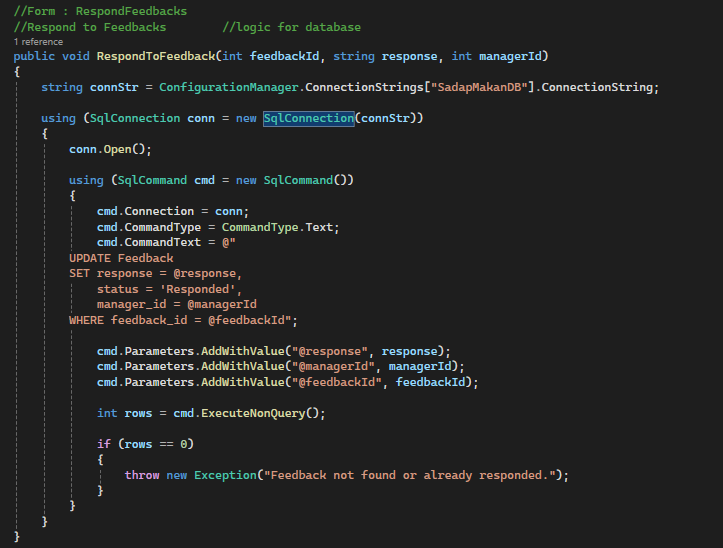 //Form : RespondFeedbacks
//Respond to Feedbacks        //logic for database
1 reference
public void RespondToFeedback(int feedbackId, string response, int managerId)
{
    string connStr = ConfigurationManager.ConnectionStrings["SadapMakanDB"].ConnectionString;
    using (SqlConnection conn = new SqlConnection(connStr))
    {
        conn.Open();
        using (SqlCommand cmd = new SqlCommand())
        {
            cmd.Connection = conn;
            cmd.CommandType = CommandType.Text;
            cmd.CommandText = @"
        UPDATE Feedback
        SET response = @response,
            status = 'Responded',
            manager_id = @managerId
        WHERE feedback_id = @feedbackId";
            cmd.Parameters.AddWithValue("@response", response);
            cmd.Parameters.AddWithValue("@managerId", managerId);
            cmd.Parameters.AddWithValue("@feedbackId", feedbackId);
            int rows = cmd.ExecuteNonQuery();
            if (rows == 0)
            {
                throw new Exception("Feedback not found or already responded.");
            }
        }
    }
}